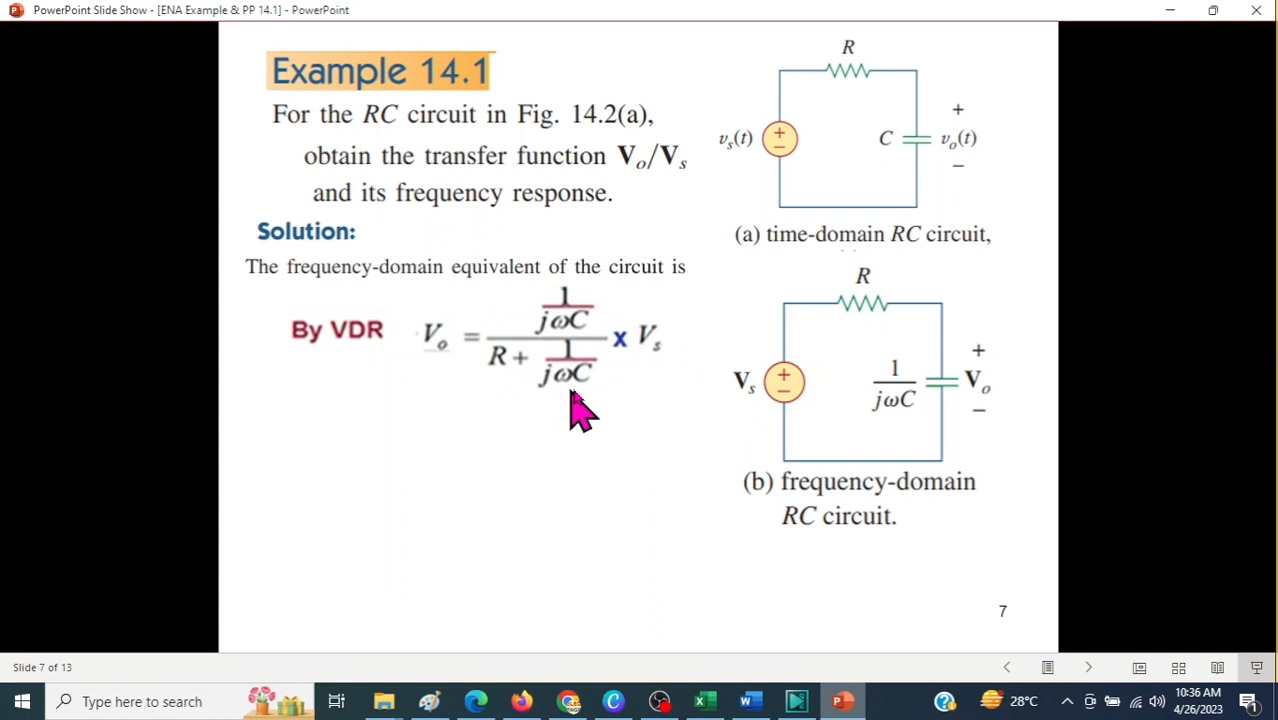 PowerPoint Slide Show - [ENA Example & PP 14.1] - PowerPoint
Example 14.1
For the RC circuit in Fig. 14.2(a),
obtain the transfer function Vo/Vs
and its frequency response.
Solution:
The frequency-domain equivalent of the circuit is
By VDR Vo = (1/jωC)/(R + 1/jωC) x Vs
R
vs(t)
+
−
C
+
vo(t)
−
(a) time-domain RC circuit,
R
Vs
+
−
1/jωC
+
Vo
−
(b) frequency-domain
RC circuit.
7
Slide 7 of 13
Type here to search
28°C
10:36 AM
4/26/2023
1